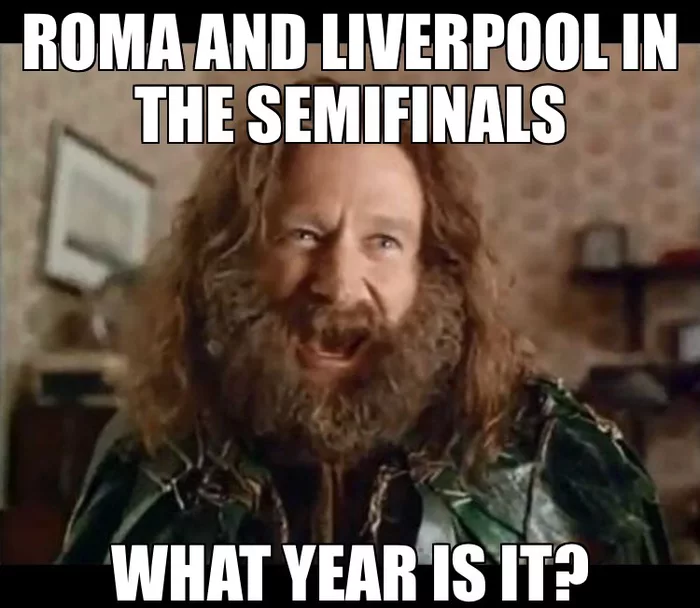 ROMA AND LIVERPOOL IN
THE SEMIFINALS
WHAT YEAR IS IT?